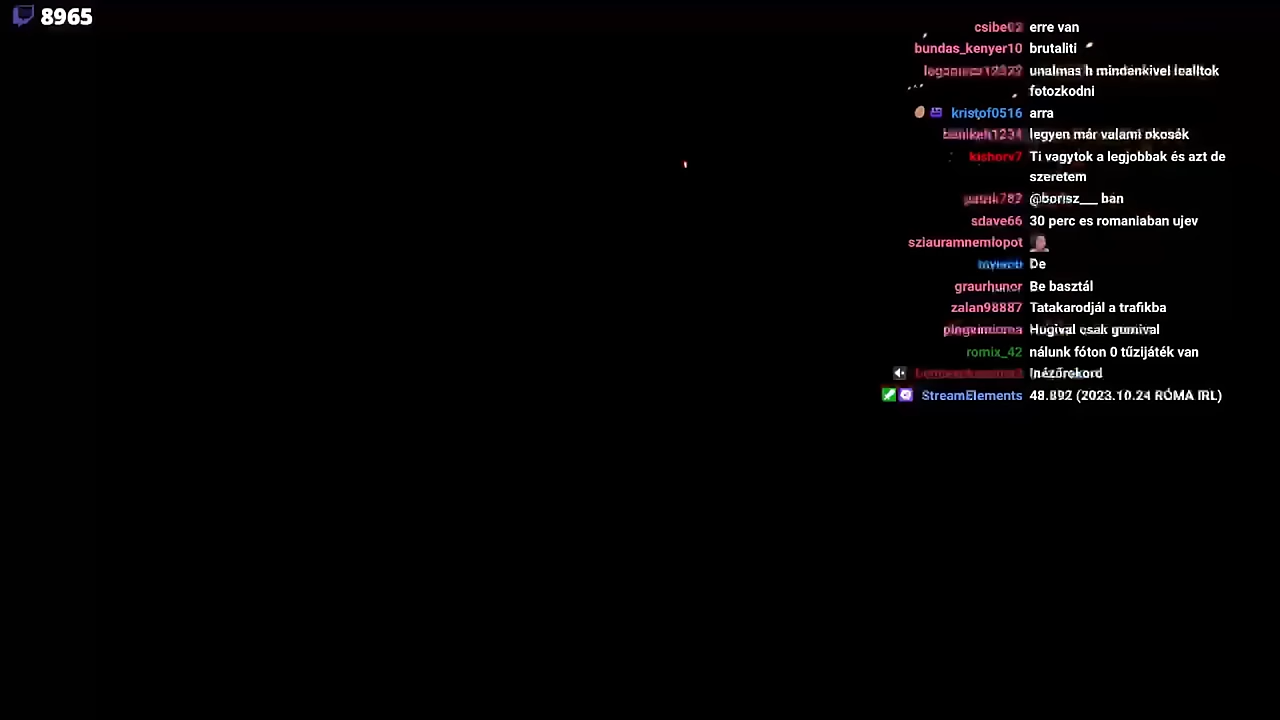 8965
csibe02 erre van
bundas_kenyer10 brutaliti
unalmas h mindenkivel lealltok
fotozkodni
kristof0516 arra
benikeh1234 legyen már valami okosék
kishorv7 Ti vagytok a legjobbak és azt de
szeretem
@borisz___ ban
sdave66 30 perc es romaniaban ujev
sziauramnemlopot
De
graurhunor Be basztál
zalan98887 Tatakarodjál a trafikba
Hugival csak gumival
romix_42 nálunk fóton 0 tűzijáték van
!nézőrekord
StreamElements 48.892 (2023.10.24 RÓMA IRL)